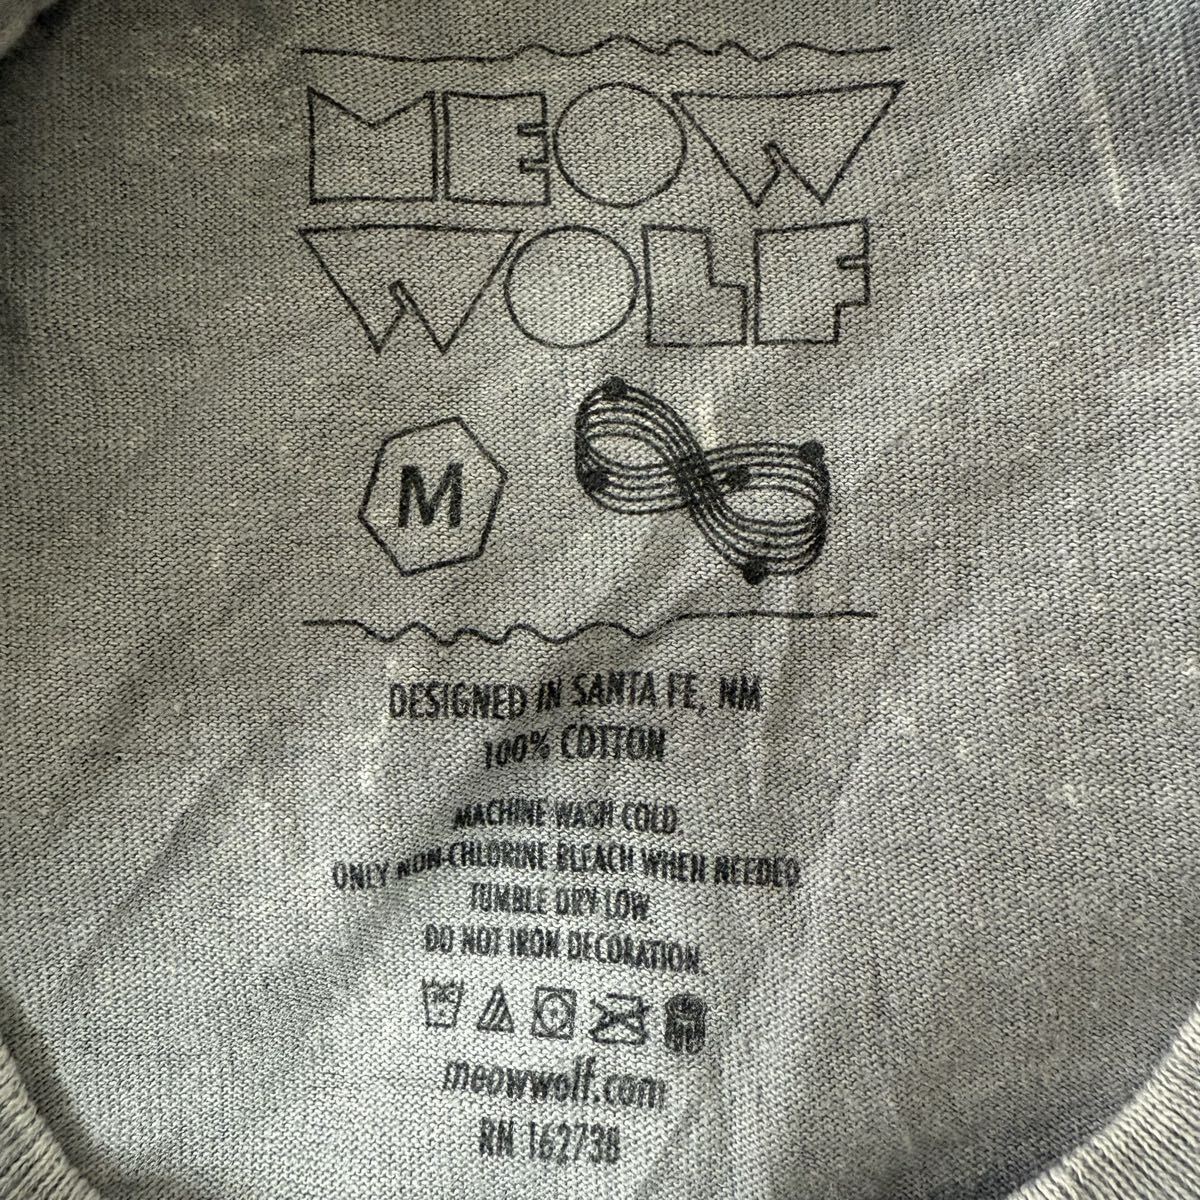 MEOW
WOLF
M
DESIGNED IN SANTA FE, NM
100% COTTON
MACHINE WASH COLD.
ONLY NON-CHLORINE BLEACH WHEN NEEDED.
TUMBLE DRY LOW
DO NOT IRON DECORATION.
meowwolf.com
RN 162738